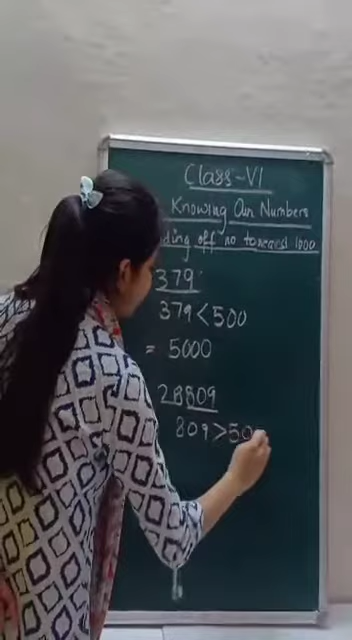 Class-VI
Knowing Our Numbers
ding off no to nearest 1000
379
379<500
= 5000
28809
809>50